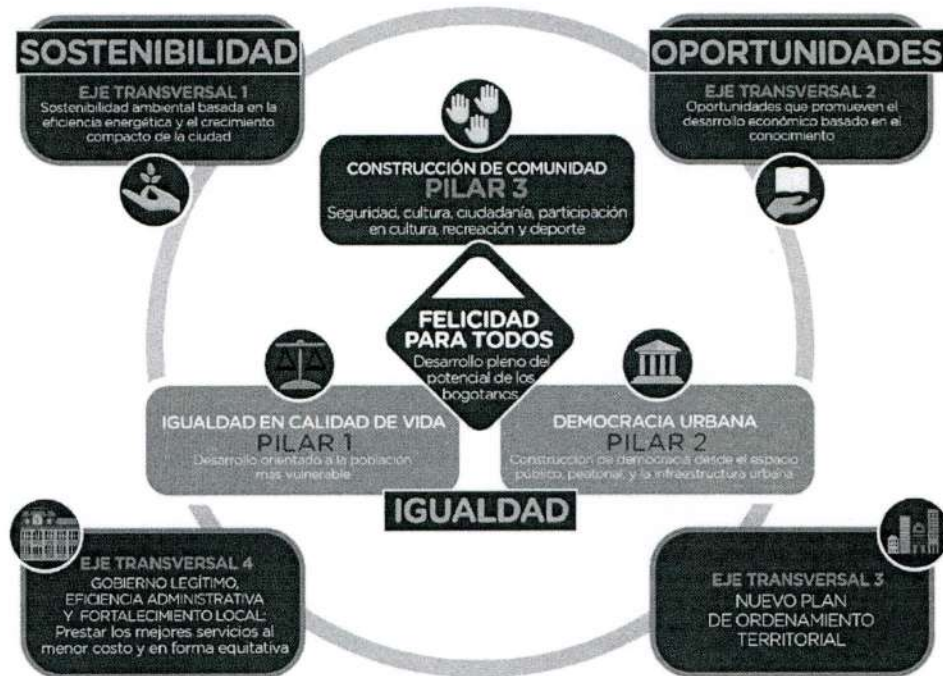 SOSTENIBILIDAD
EJE TRANSVERSAL 1
Sostenibilidad ambiental basada en la
eficiencia energética y el crecimiento
compacto de la ciudad
OPORTUNIDADES
EJE TRANSVERSAL 2
Oportunidades que promueven el
desarrollo económico basado en el
conocimiento
CONSTRUCCIÓN DE COMUNIDAD
PILAR 3
Seguridad, cultura, ciudadanía, participación
en cultura, recreación y deporte
FELICIDAD
PARA TODOS
Desarrollo pleno del
potencial de los
bogotanos
IGUALDAD EN CALIDAD DE VIDA
PILAR 1
Desarrollo orientado a la población
más vulnerable
DEMOCRACIA URBANA
PILAR 2
Construcción de democracia desde el espacio
público, peatonal, y la infraestructura urbana
IGUALDAD
EJE TRANSVERSAL 4
GOBIERNO LEGÍTIMO,
EFICIENCIA ADMINISTRATIVA
Y FORTALECIMIENTO LOCAL:
Prestar los mejores servicios al
menor costo y en forma equitativa
EJE TRANSVERSAL 3
NUEVO PLAN
DE ORDENAMIENTO
TERRITORIAL